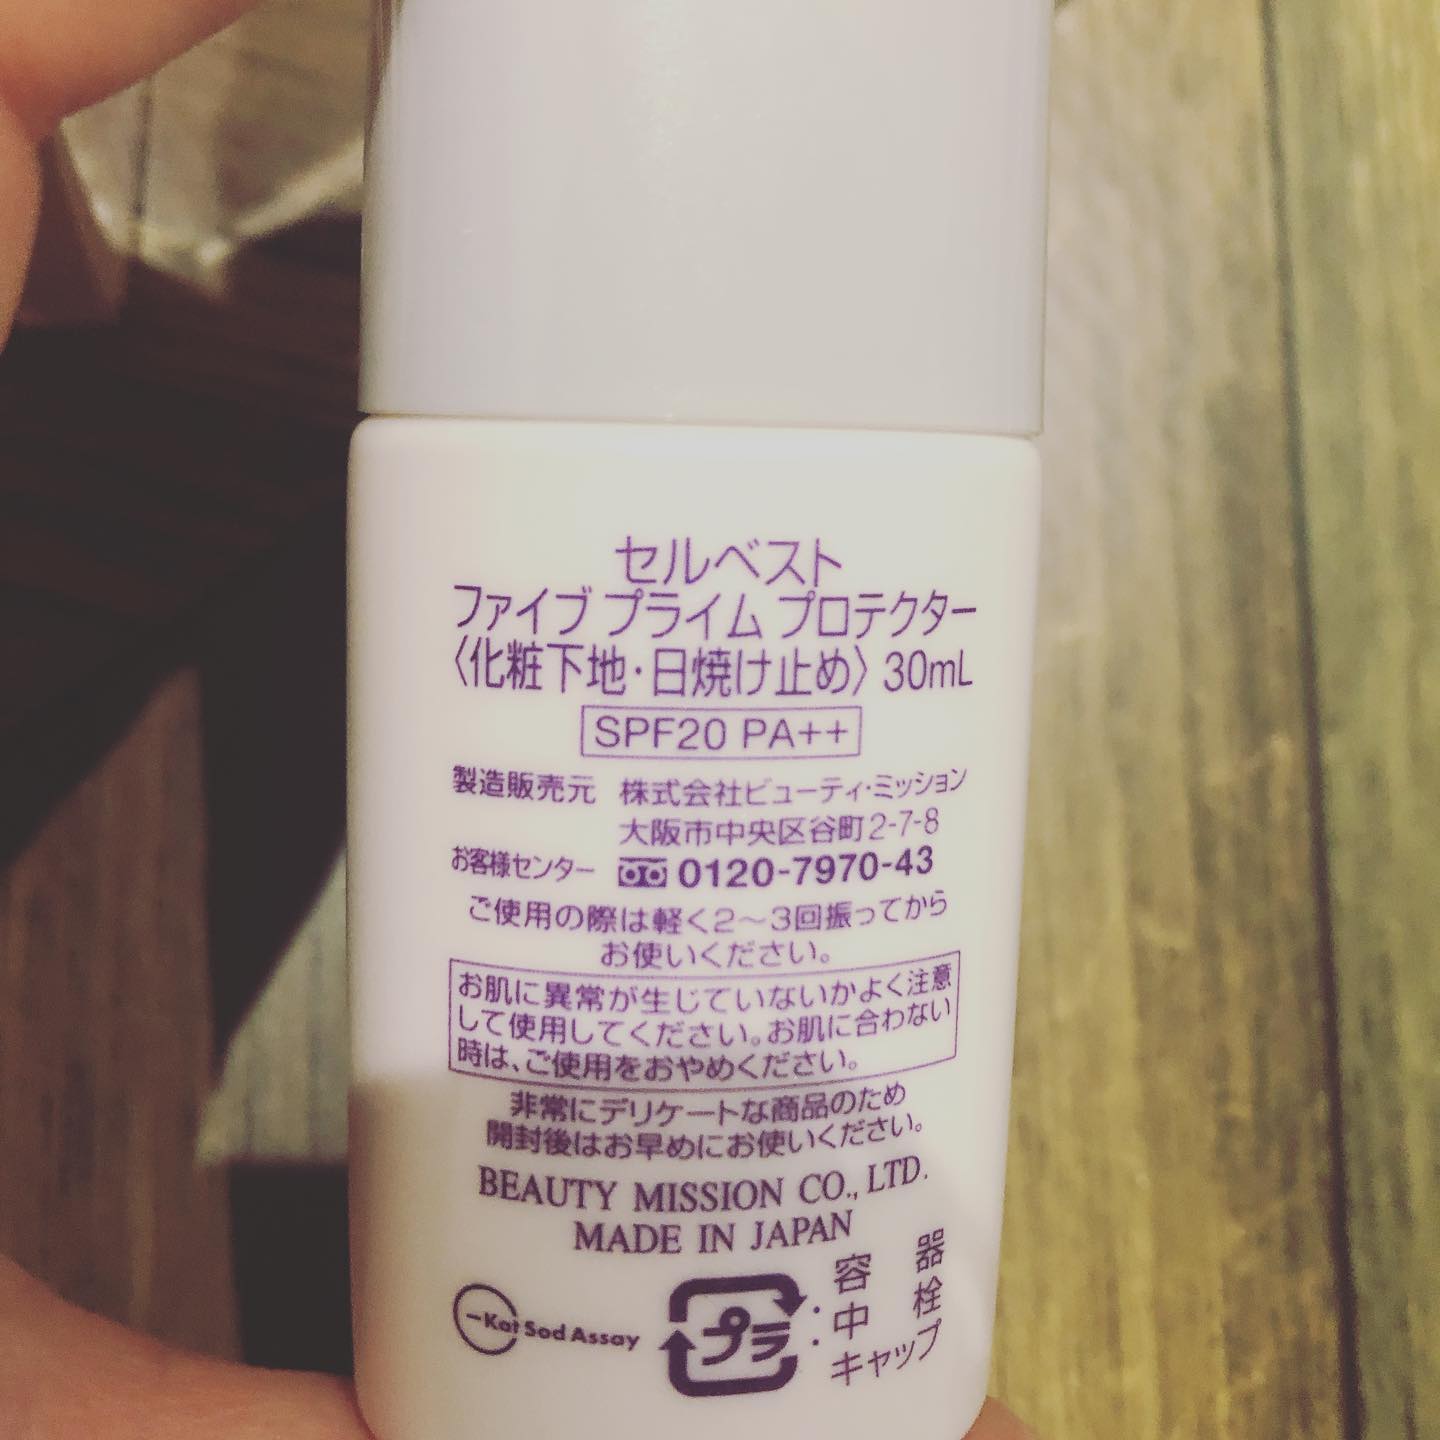 セルベスト
ファイブ プライム プロテクター
〈化粧下地・日焼け止め〉30mL
SPF20 PA++
製造販売元 株式会社ビューティ・ミッション
大阪市中央区谷町2-7-8
お客様センター 0120-7970-43
ご使用の際は軽く2〜3回振ってから
お使いください。
お肌に異常が生じていないかよく注意
して使用してください。お肌に合わない
時は、ご使用をおやめください。
非常にデリケートな商品のため
開封後はお早めにお使いください。
BEAUTY MISSION CO., LTD.
MADE IN JAPAN
Kat Sod Assay
プラ
: 容器
: 中栓
キャップ